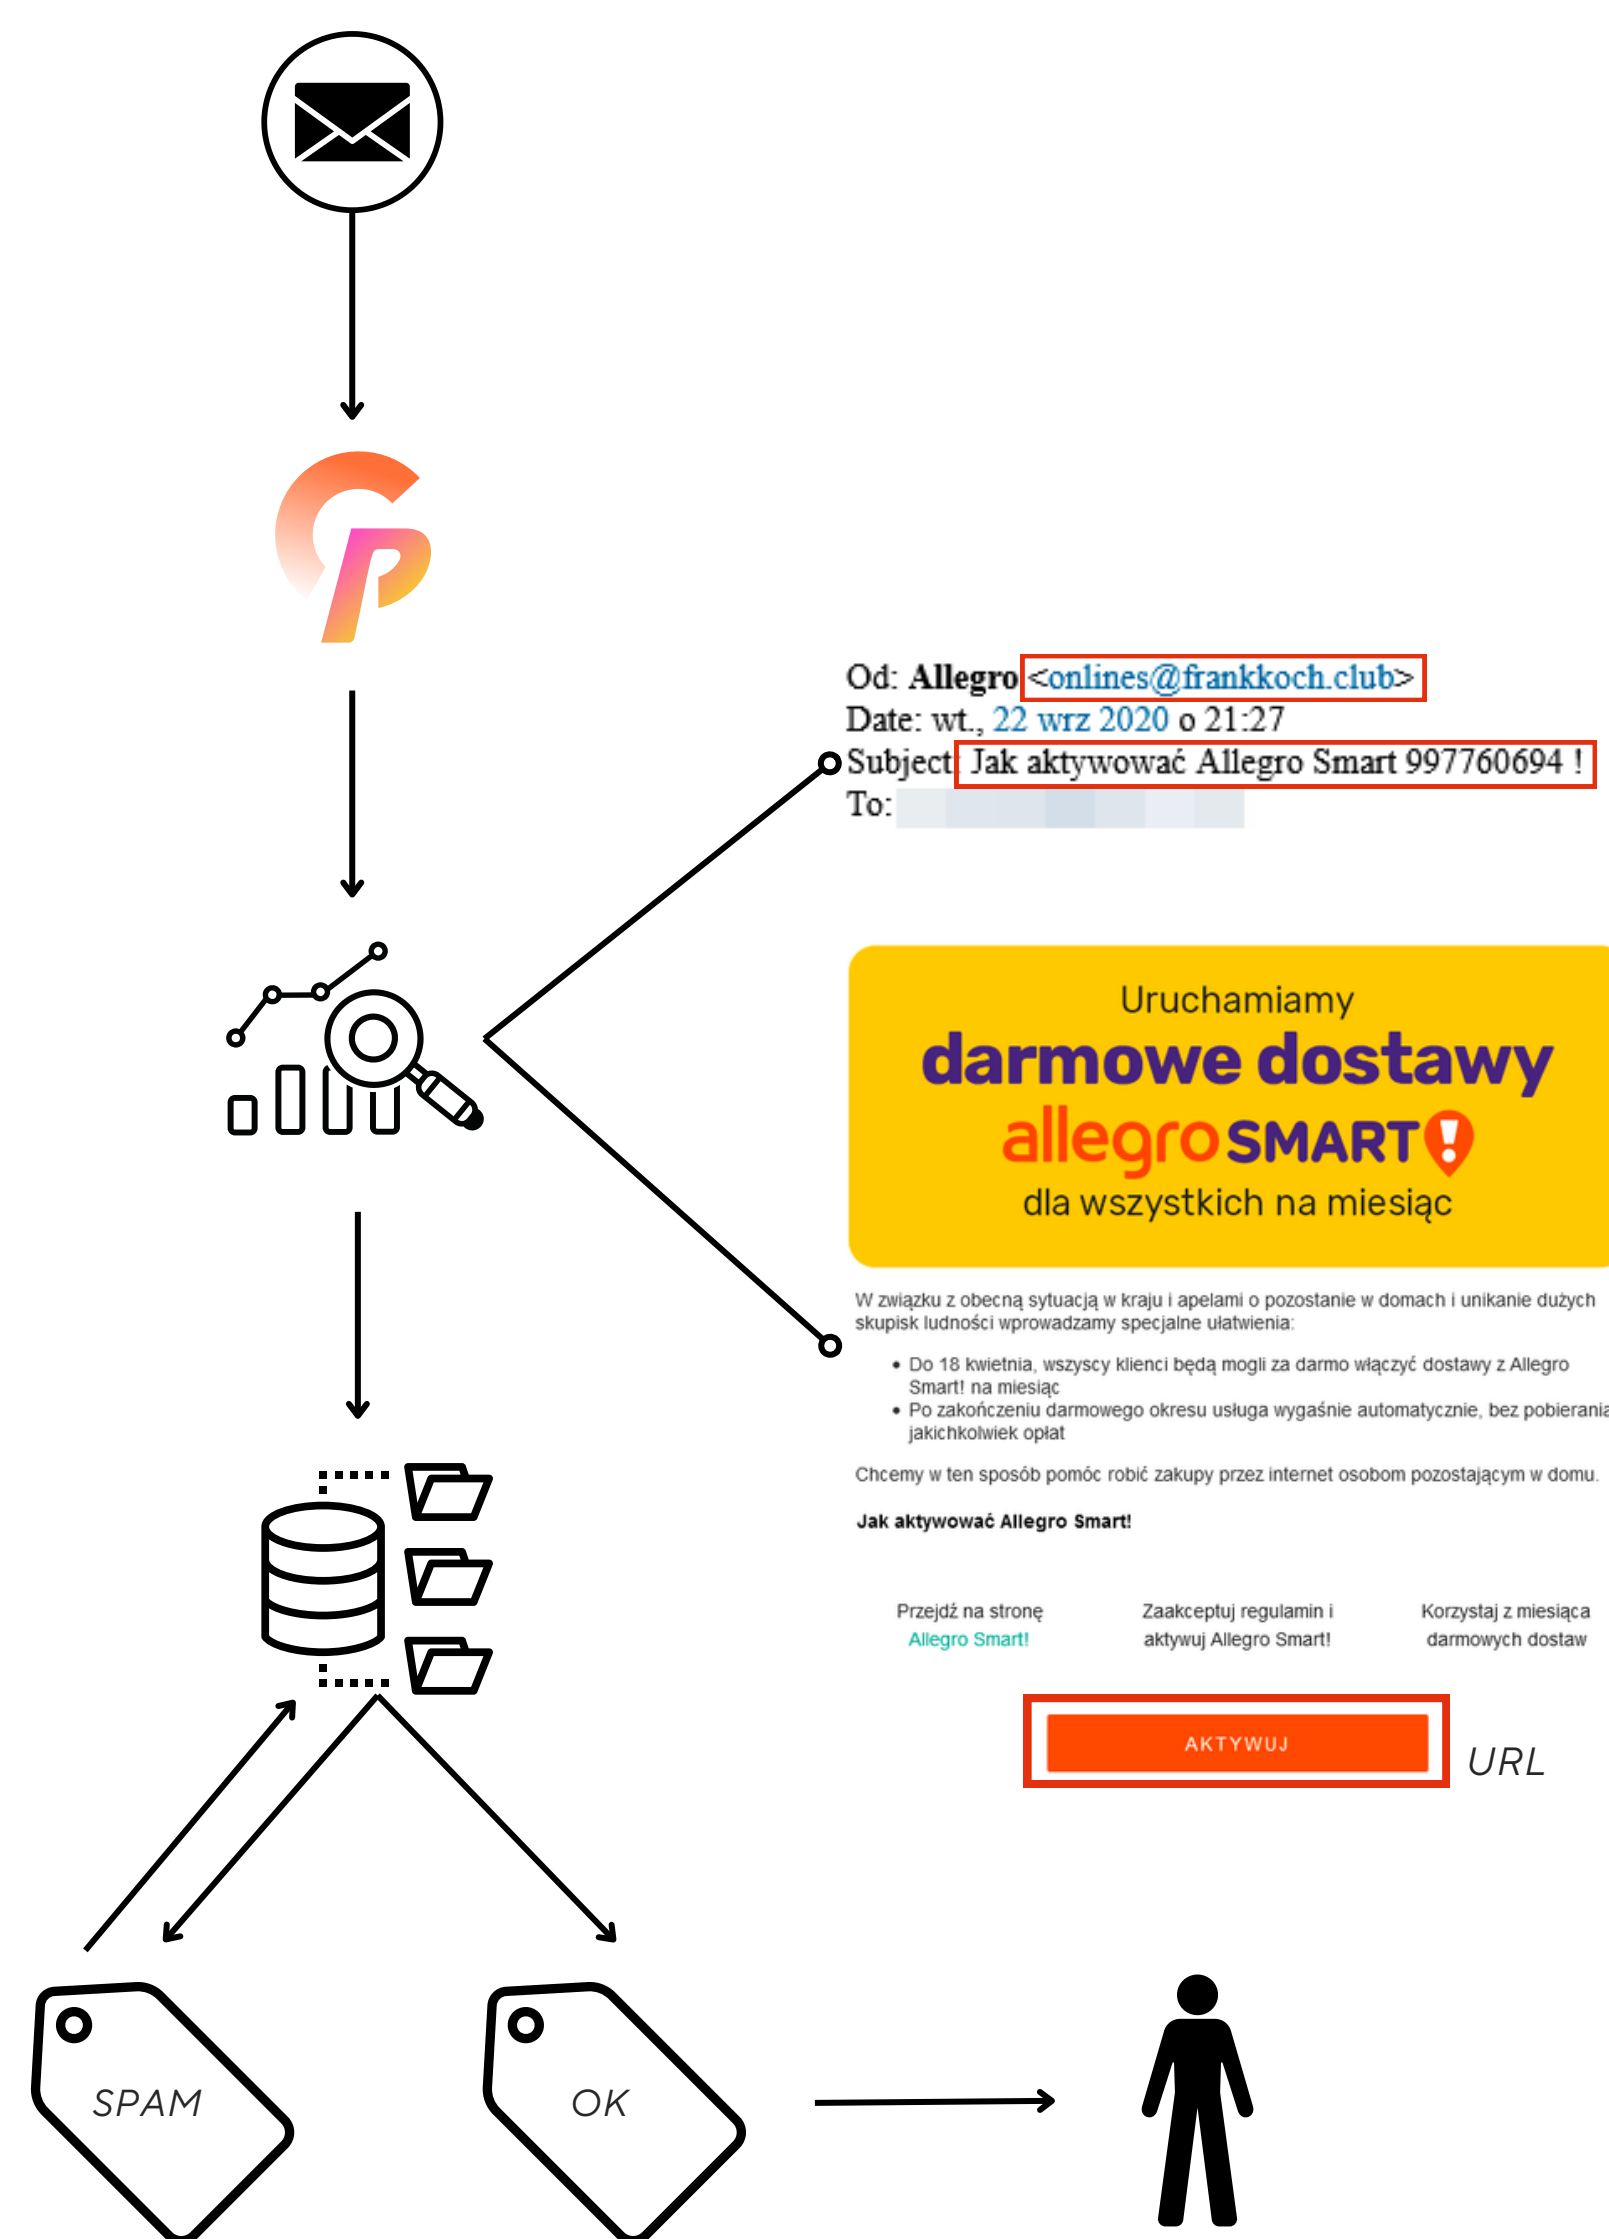 Od: Allegro <onlines@frankkoch.club>
Date: wt., 22 wrz 2020 o 21:27
Subject: Jak aktywować Allegro Smart 997760694 !
To:
Uruchamiamy
darmowe dostawy
allegro SMART!
dla wszystkich na miesiąc
W związku z obecną sytuacją w kraju i apelami o pozostanie w domach i unikanie dużych
skupisk ludności wprowadzamy specjalne ułatwienia:
• Do 18 kwietnia, wszyscy klienci będą mogli za darmo włączyć dostawy z Allegro
Smart! na miesiąc
• Po zakończeniu darmowego okresu usługa wygaśnie automatycznie, bez pobierania
jakichkolwiek opłat
Chcemy w ten sposób pomóc robić zakupy przez internet osobom pozostającym w domu.
Jak aktywować Allegro Smart!
Przejdź na stronę
Allegro Smart!
Zaakceptuj regulamin i
aktywuj Allegro Smart!
Korzystaj z miesiąca
darmowych dostaw
AKTYWUJ
URL
SPAM
OK